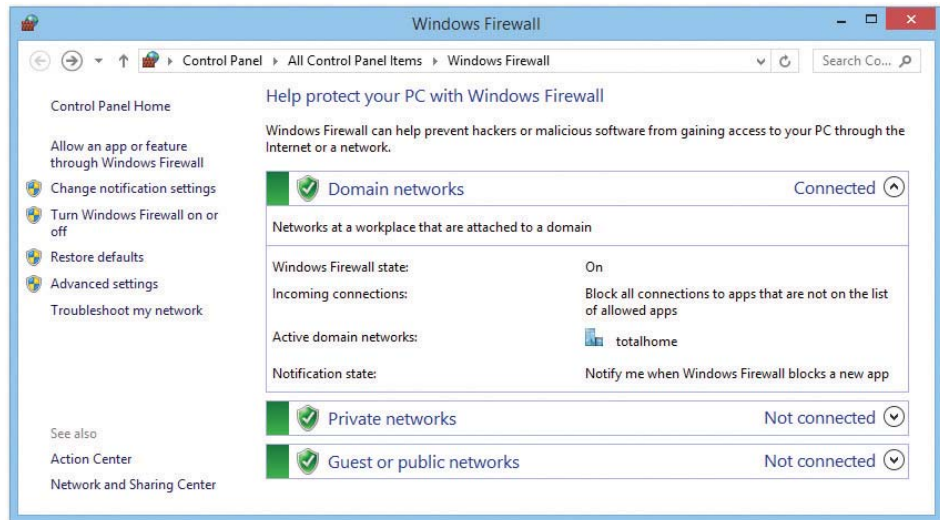 Windows Firewall
Control Panel
All Control Panel Items
Windows Firewall
Search Co...
Control Panel Home
Allow an app or feature
through Windows Firewall
Change notification settings
Turn Windows Firewall on or
off
Restore defaults
Advanced settings
Troubleshoot my network
See also
Action Center
Network and Sharing Center
Help protect your PC with Windows Firewall
Windows Firewall can help prevent hackers or malicious software from gaining access to your PC through the
Internet or a network.
Domain networks
Connected
Networks at a workplace that are attached to a domain
Windows Firewall state:
On
Incoming connections:
Block all connections to apps that are not on the list
of allowed apps
Active domain networks:
totalhome
Notification state:
Notify me when Windows Firewall blocks a new app
Private networks
Not connected
Guest or public networks
Not connected